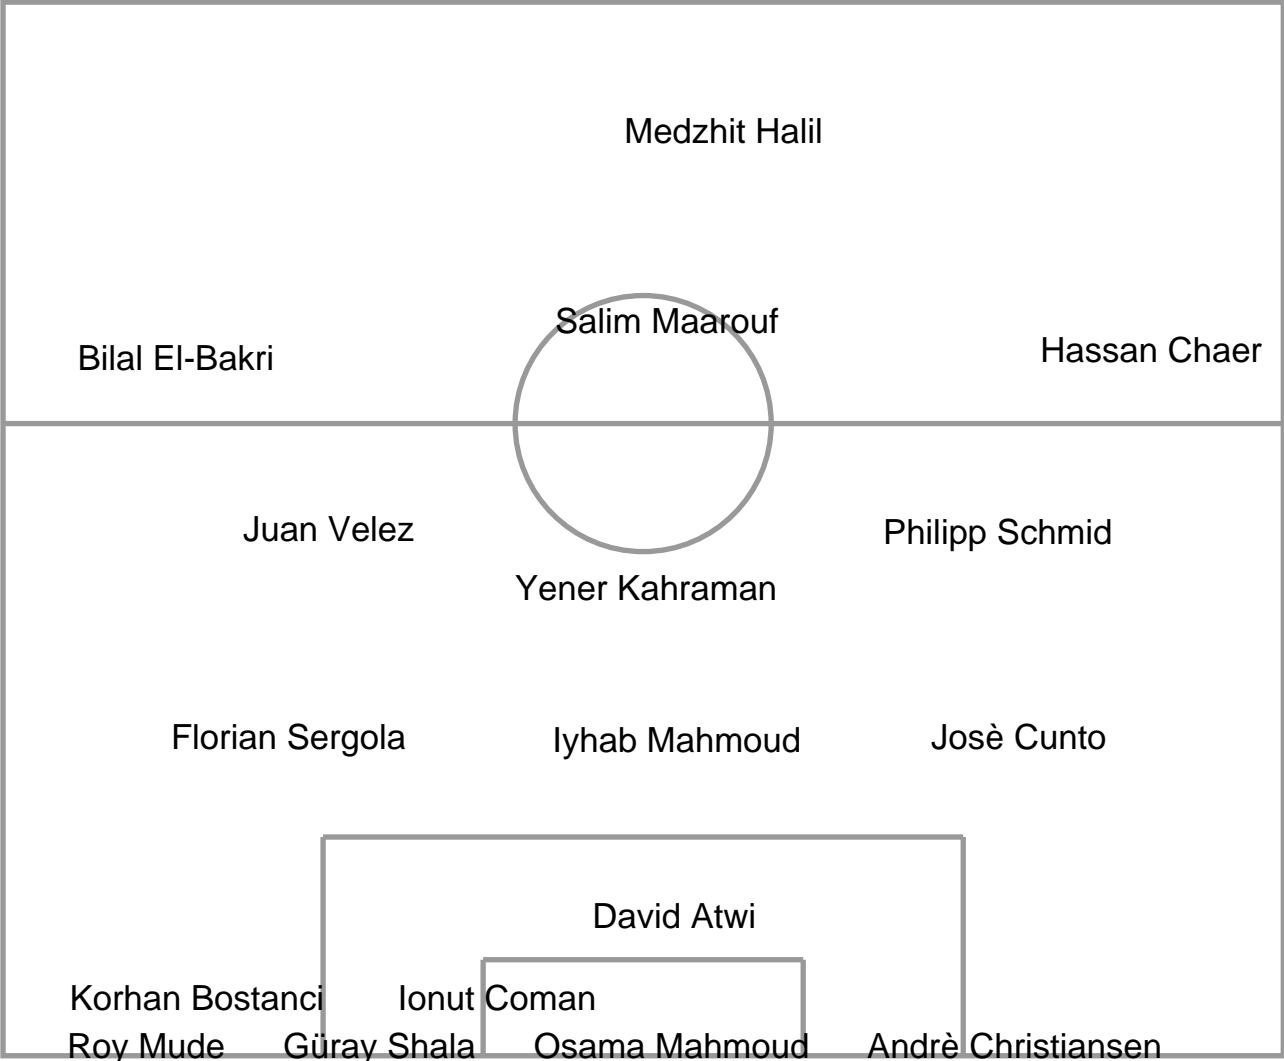 Medzhit Halil
Salim Maarouf
Bilal El-Bakri
Hassan Chaer
Juan Velez
Philipp Schmid
Yener Kahraman
Florian Sergola
Iyhab Mahmoud
Josè Cunto
David Atwi
Korhan Bostanci
Ionut Coman
Roy Mude
Güray Shala
Osama Mahmoud
Andrè Christiansen